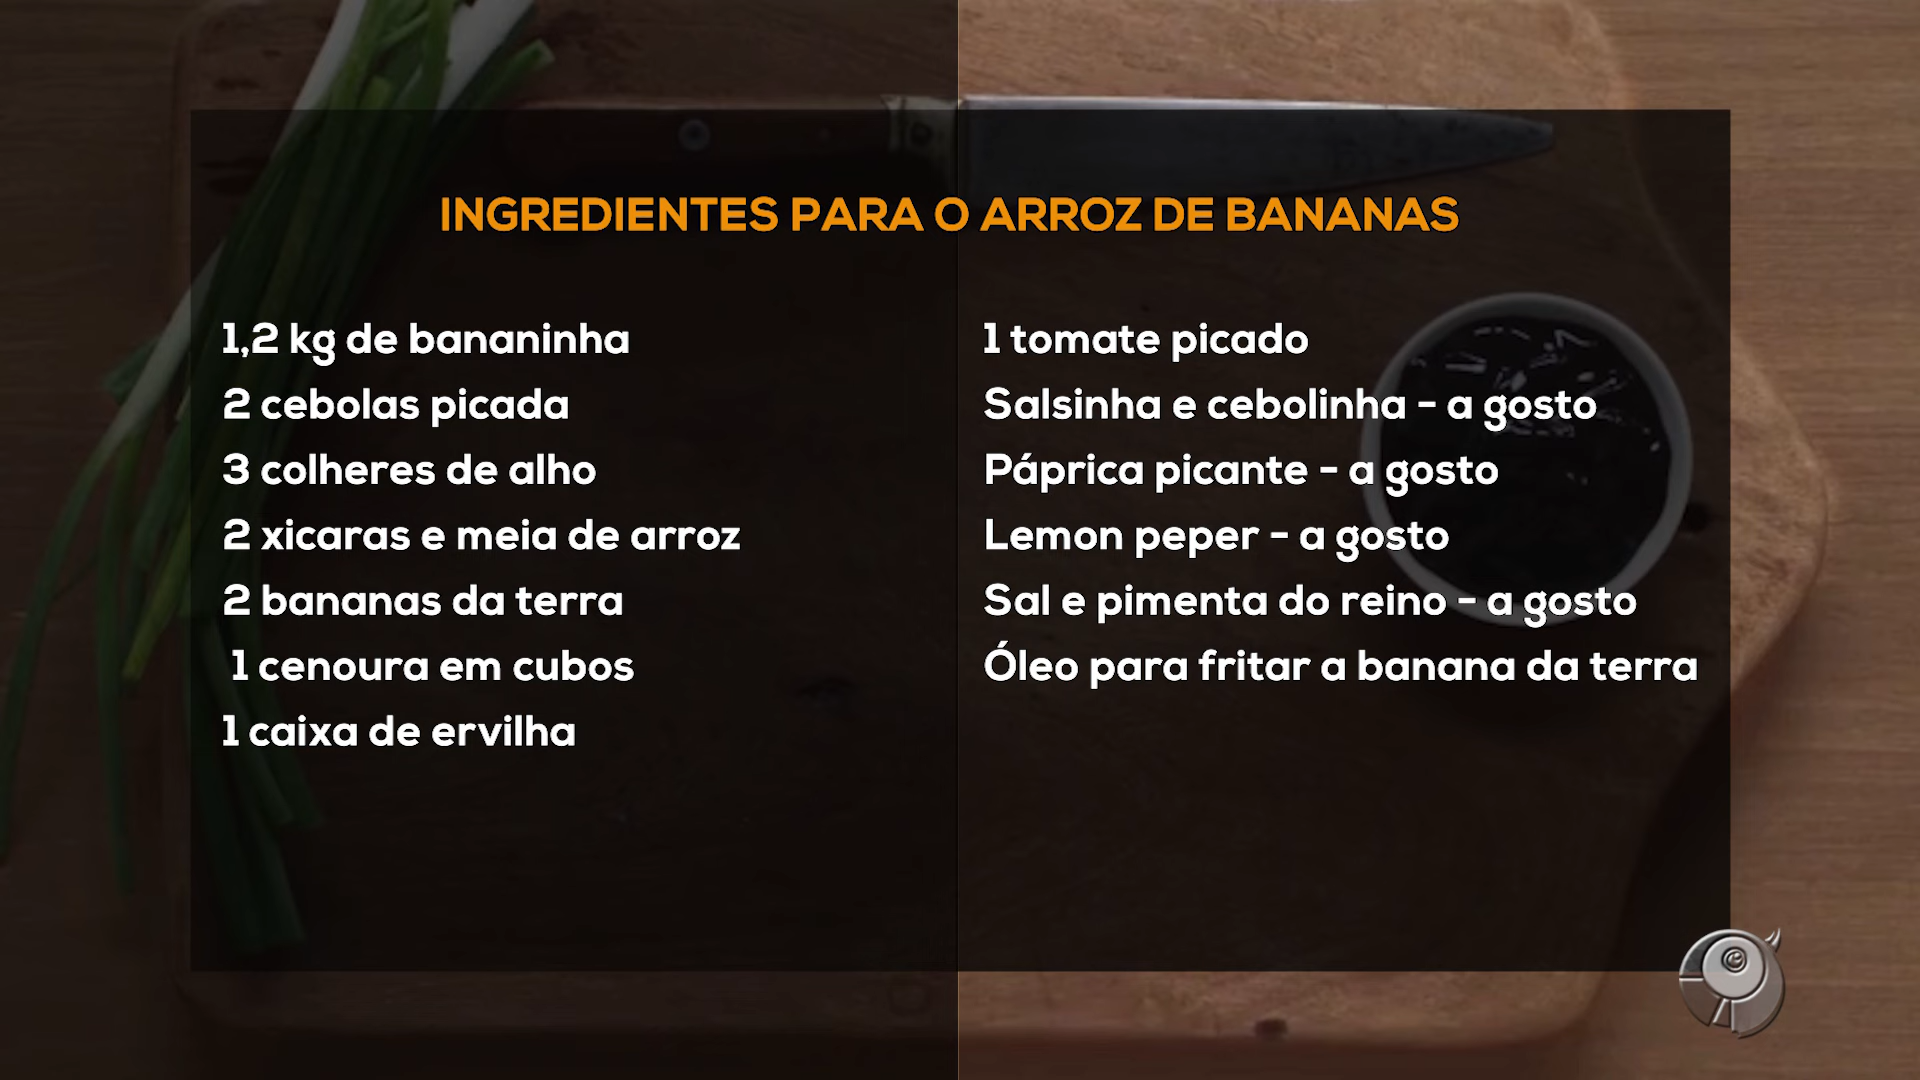 INGREDIENTES PARA O ARROZ DE BANANAS
1,2 kg de bananinha
2 cebolas picada
3 colheres de alho
2 xicaras e meia de arroz
2 bananas da terra
1 cenoura em cubos
1 caixa de ervilha
1 tomate picado
Salsinha e cebolinha - a gosto
Páprica picante - a gosto
Lemon peper - a gosto
Sal e pimenta do reino - a gosto
Óleo para fritar a banana da terra